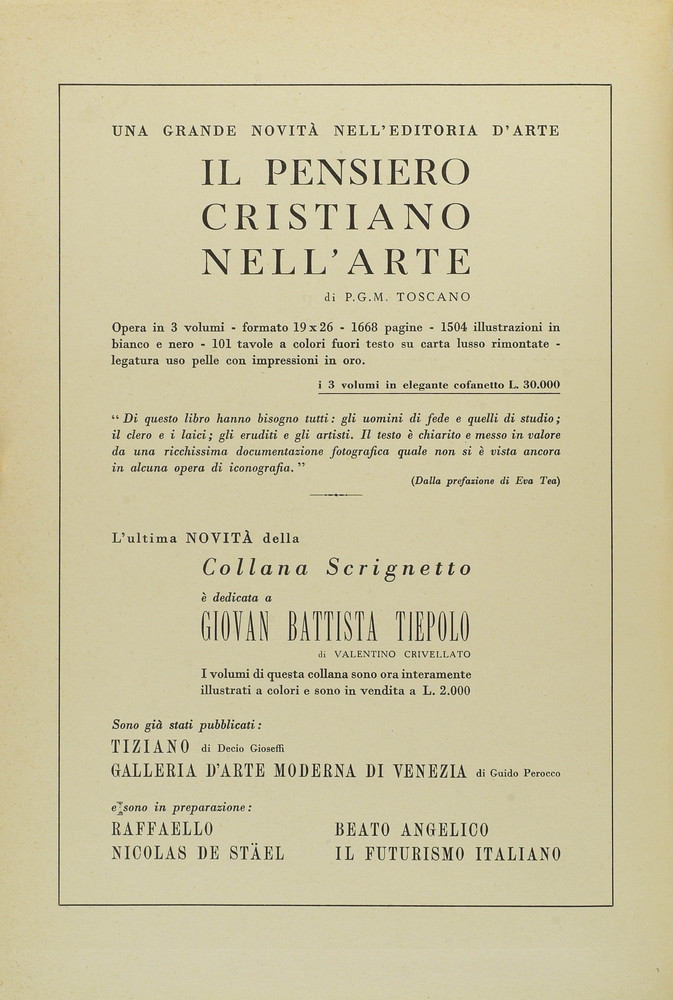 UNA GRANDE NOVITÀ NELL'EDITORIA D'ARTE
IL PENSIERO
CRISTIANO
NELL'ARTE
di P.G.M. TOSCANO
Opera in 3 volumi - formato 19x26 - 1668 pagine - 1504 illustrazioni in
bianco e nero - 101 tavole a colori fuori testo su carta lusso rimontate -
legatura uso pelle con impressioni in oro.
i 3 volumi in elegante cofanetto L. 30.000
“ Di questo libro hanno bisogno tutti: gli uomini di fede e quelli di studio;
il clero e i laici; gli eruditi e gli artisti. Il testo è chiarito e messo in valore
da una ricchissima documentazione fotografica quale non si è vista ancora
in alcuna opera di iconografia. ”
(Dalla prefazione di Eva Tea)
L'ultima NOVITÀ della
Collana Scrignetto
è dedicata a
GIOVAN BATTISTA TIEPOLO
di VALENTINO CRIVELLATO
I volumi di questa collana sono ora interamente
illustrati a colori e sono in vendita a L. 2.000
Sono già stati pubblicati:
TIZIANO di Decio Gioseffi
GALLERIA D'ARTE MODERNA DI VENEZIA di Guido Perocco
e sono in preparazione:
RAFFAELLO BEATO ANGELICO
NICOLAS DE STÄEL IL FUTURISMO ITALIANO